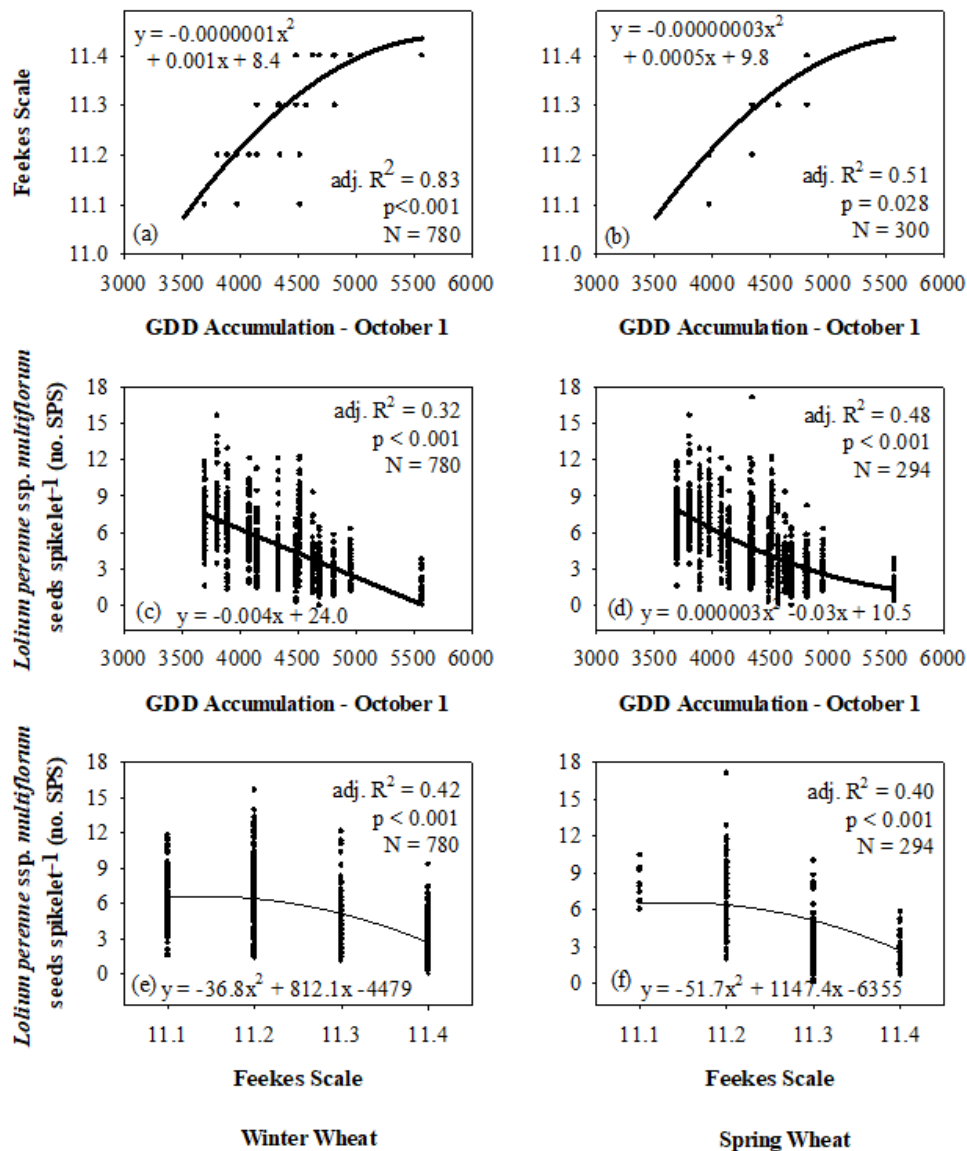 y = -0.0000001x²
+ 0.001x + 8.4
Feekes Scale
11.4
11.3
11.2
11.1
11.0
adj. R² = 0.83
p<0.001
N = 780
(a)
3000 3500 4000 4500 5000 5500 6000
GDD Accumulation - October 1
y = -0.00000003x²
+ 0.0005x + 9.8
11.4
11.3
11.2
11.1
11.0
adj. R² = 0.51
p = 0.028
N = 300
(b)
3000 3500 4000 4500 5000 5500 6000
GDD Accumulation - October 1
Lolium perenne ssp. multiflorum
seeds spikelet⁻¹ (no. SPS)
18
15
12
9
6
3
0
adj. R² = 0.32
p < 0.001
N = 780
(c) y = -0.004x + 24.0
3000 3500 4000 4500 5000 5500 6000
GDD Accumulation - October 1
18
15
12
9
6
3
0
adj. R² = 0.48
p < 0.001
N = 294
(d) y = 0.000003x² -0.03x + 10.5
3000 3500 4000 4500 5000 5500 6000
GDD Accumulation - October 1
Lolium perenne ssp. multiflorum
seeds spikelet⁻¹ (no. SPS)
18
15
12
9
6
3
0
adj. R² = 0.42
p < 0.001
N = 780
(e) y = -36.8x² + 812.1x -4479
11.1 11.2 11.3 11.4
Feekes Scale
Winter Wheat
18
15
12
9
6
3
0
adj. R² = 0.40
p < 0.001
N = 294
(f) y = -51.7x² + 1147.4x -6355
11.1 11.2 11.3 11.4
Feekes Scale
Spring Wheat